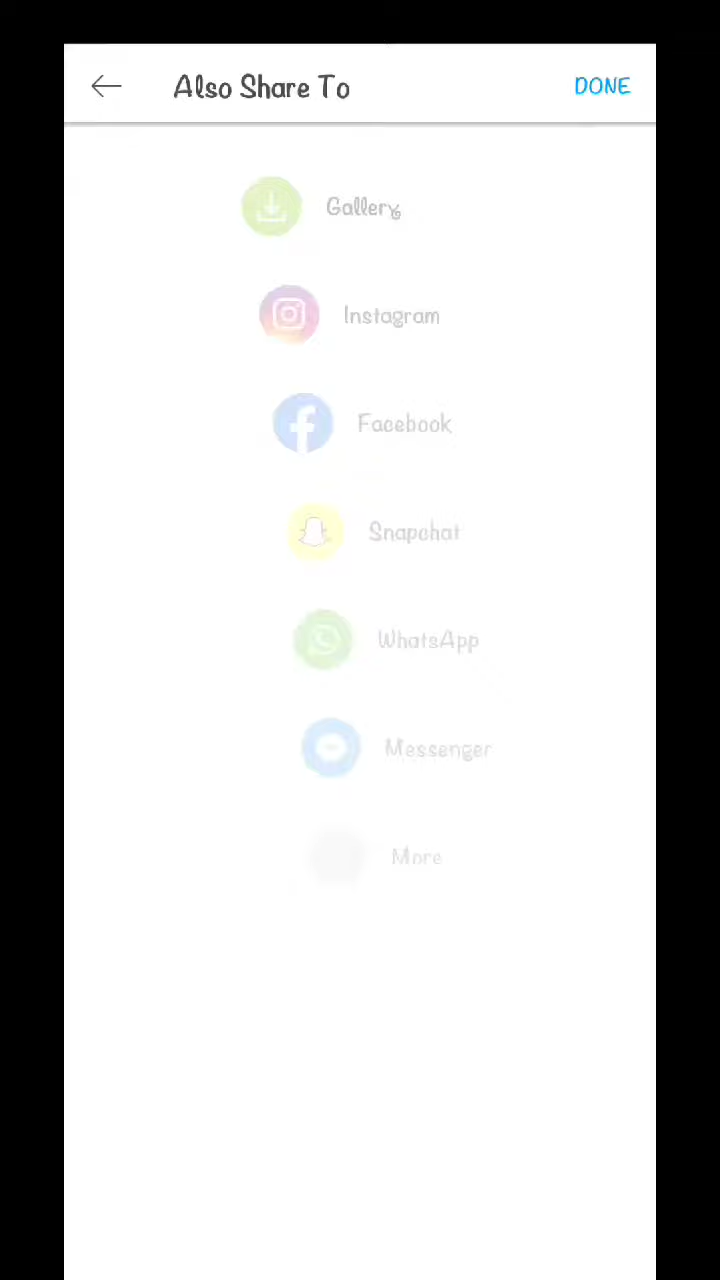 Also Share To
DONE
Gallery
Instagram
Facebook
Snapchat
WhatsApp
Messenger
More